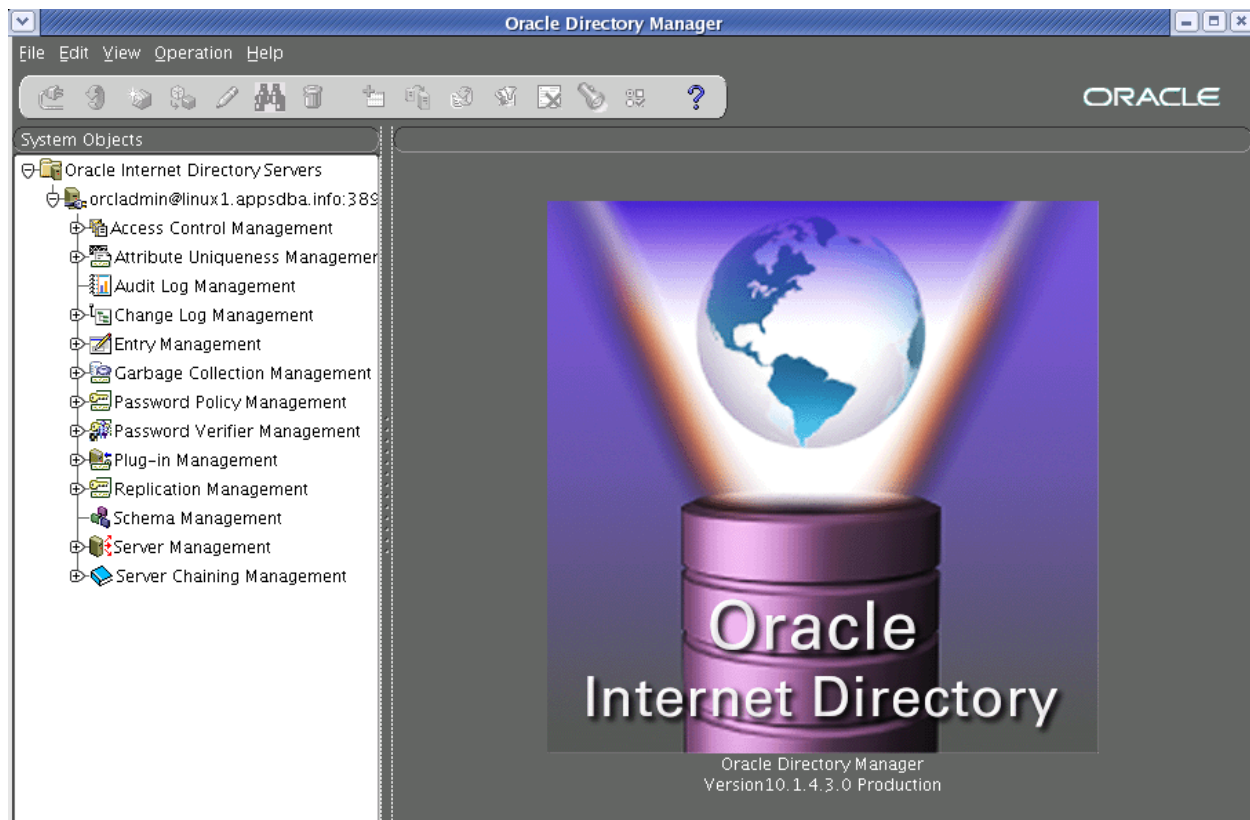 Oracle Directory Manager
File Edit View Operation Help
ORACLE
System Objects
Oracle Internet Directory Servers
orcladmin@linux1.appsdba.info:389
Access Control Management
Attribute Uniqueness Managemen
Audit Log Management
Change Log Management
Entry Management
Garbage Collection Management
Password Policy Management
Password Verifier Management
Plug-in Management
Replication Management
Schema Management
Server Management
Server Chaining Management
Oracle
Internet Directory
Oracle Directory Manager
Version10.1.4.3.0 Production